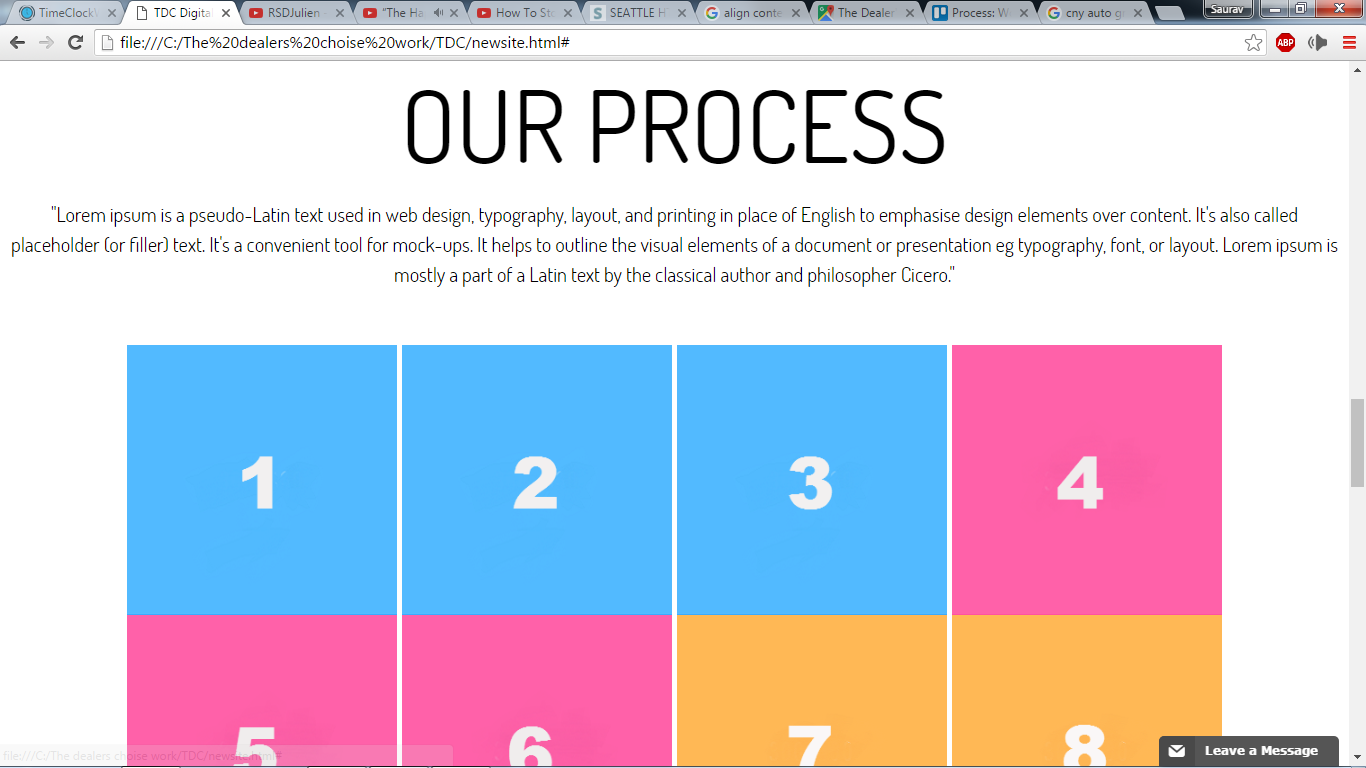 TimeClockW
TDC Digita
RSDJulien -
"The Ha
How To Sto
SEATTLE H
align conte
The Dealer
Process: W
cny auto g
Saurav
file:///C:/The%20dealers%20choise%20work/TDC/newsite.html#
ABP
OUR PROCESS
"Lorem ipsum is a pseudo-Latin text used in web design, typography, layout, and printing in place of English to emphasise design elements over content. It's also called
placeholder (or filler) text. It's a convenient tool for mock-ups. It helps to outline the visual elements of a document or presentation eg typography, font, or layout. Lorem ipsum is
mostly a part of a Latin text by the classical author and philosopher Cicero."
1 2 3 4
5 6 7 8
file:///C:/The dealers choise work/TDC/newsite.html#
Leave a Message